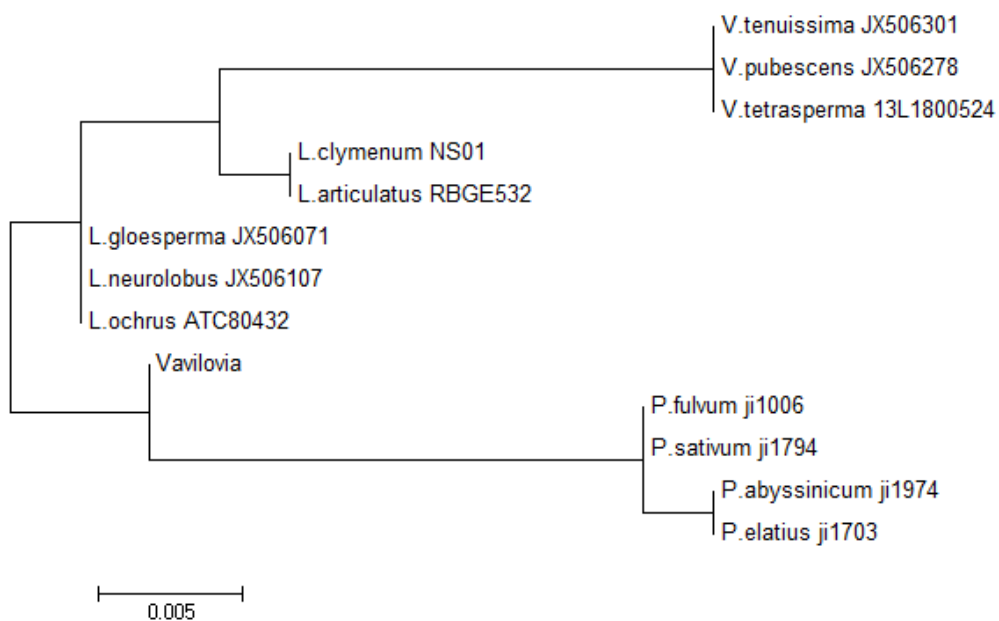 V.tenuissima JX506301
V.pubescens JX506278
V.tetrasperma 13L1800524
L.clymenum NS01
L.articulatus RBGE532
L.gloesperma JX506071
L.neurolobus JX506107
L.ochrus ATC80432
Vavilovia
P.fulvum ji1006
P.sativum ji1794
P.abyssinicum ji1974
P.elatius ji1703
0.005